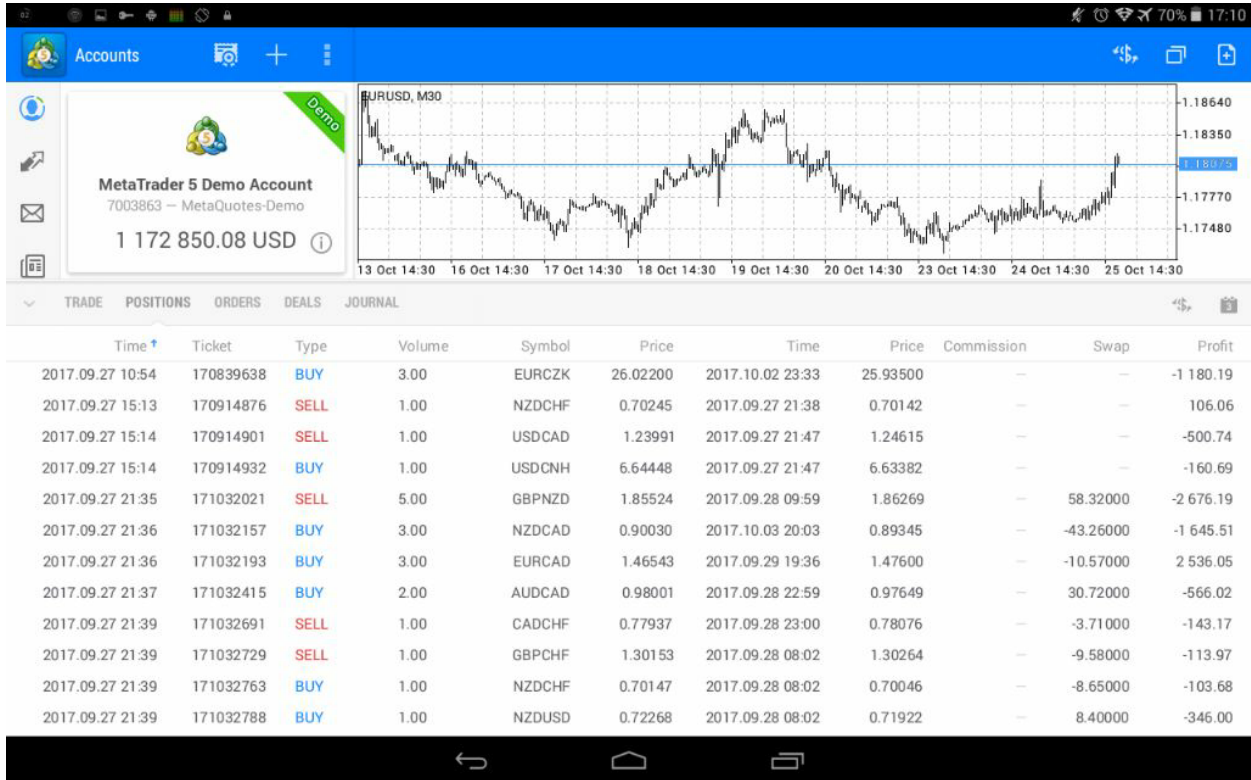 02 70% 17:10
Accounts
EURUSD, M30
Demo
5
MetaTrader 5 Demo Account
7003863 — MetaQuotes-Demo
1 172 850.08 USD
1.18640
1.18350
1.18075
1.17770
1.17480
13 Oct 14:30 16 Oct 14:30 17 Oct 14:30 18 Oct 14:30 19 Oct 14:30 20 Oct 14:30 23 Oct 14:30 24 Oct 14:30 25 Oct 14:30
TRADE POSITIONS ORDERS DEALS JOURNAL 3
Time Ticket Type Volume Symbol Price Time Price Commission Swap Profit
2017.09.27 10:54 170839638 BUY 3.00 EURCZK 26.02200 2017.10.02 23:33 25.93500 — — -1 180.19
2017.09.27 15:13 170914876 SELL 1.00 NZDCHF 0.70245 2017.09.27 21:38 0.70142 — — 106.06
2017.09.27 15:14 170914901 SELL 1.00 USDCAD 1.23991 2017.09.27 21:47 1.24615 — — -500.74
2017.09.27 15:14 170914932 BUY 1.00 USDCNH 6.64448 2017.09.27 21:47 6.63382 — — -160.69
2017.09.27 21:35 171032021 SELL 5.00 GBPNZD 1.85524 2017.09.28 09:59 1.86269 — 58.32000 -2 676.19
2017.09.27 21:36 171032157 BUY 3.00 NZDCAD 0.90030 2017.10.03 20:03 0.89345 — -43.26000 -1 645.51
2017.09.27 21:36 171032193 BUY 3.00 EURCAD 1.46543 2017.09.29 19:36 1.47600 — -10.57000 2 536.05
2017.09.27 21:37 171032415 BUY 2.00 AUDCAD 0.98001 2017.09.28 22:59 0.97649 — 30.72000 -566.02
2017.09.27 21:39 171032691 SELL 1.00 CADCHF 0.77937 2017.09.28 23:00 0.78076 — -3.71000 -143.17
2017.09.27 21:39 171032729 SELL 1.00 GBPCHF 1.30153 2017.09.28 08:02 1.30264 — -9.58000 -113.97
2017.09.27 21:39 171032763 BUY 1.00 NZDCHF 0.70147 2017.09.28 08:02 0.70046 — -8.65000 -103.68
2017.09.27 21:39 171032788 BUY 1.00 NZDUSD 0.72268 2017.09.28 08:02 0.71922 — 8.40000 -346.00